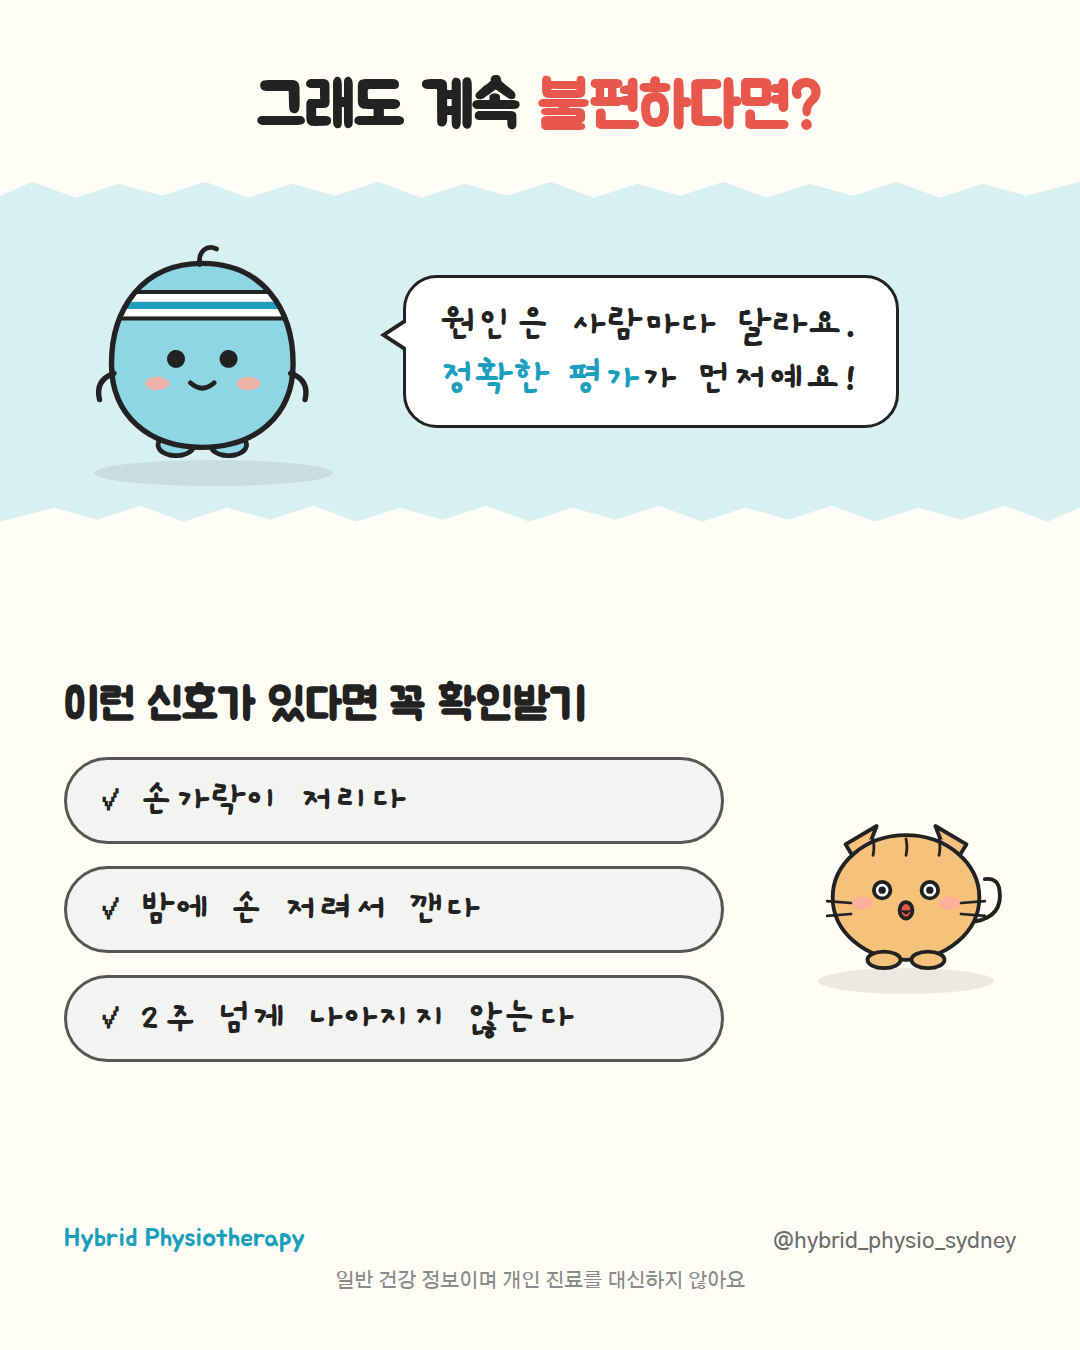 그래도 계속 불편하다면?
원인은 사람마다 달라요.
정확한 평가가 먼저예요!
이런 신호가 있다면 꼭 확인받기
✓ 손가락이 저리다
✓ 밤에 손 저려서 깬다
✓ 2주 넘게 나아지지 않는다
Hybrid Physiotherapy
@hybrid_physio_sydney
일반 건강 정보이며 개인 진료를 대신하지 않아요